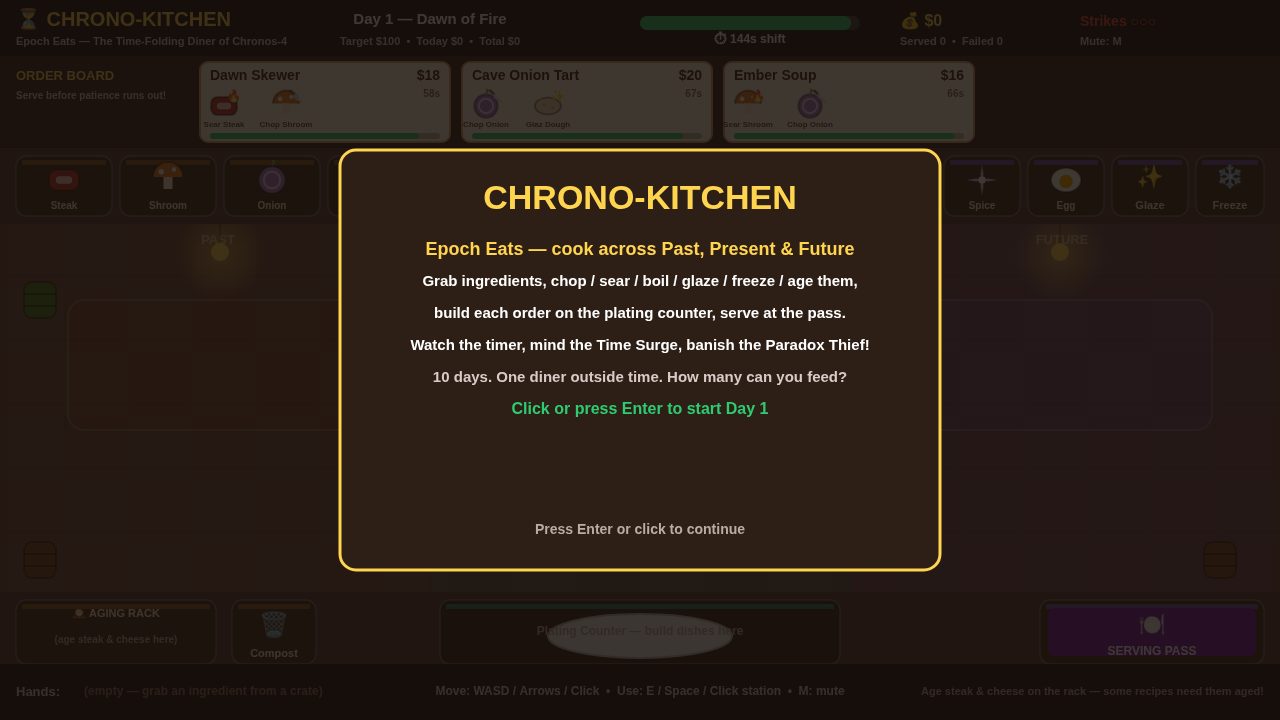 ⏳ CHRONO-KITCHEN
Epoch Eats — The Time-Folding Diner of Chronos-4
Day 1 — Dawn of Fire
Target $100 • Today $0 • Total $0
⏱ 144s shift
💰 $0
Served 0 • Failed 0
Strikes ○○○
Mute: M
ORDER BOARD
Serve before patience runs out!
Dawn Skewer $18
58s
Sear Steak Chop Shroom
Cave Onion Tart $20
67s
Chop Onion Glaz Dough
Ember Soup $16
66s
Sear Shroom Chop Onion
Steak
Shroom
Onion
Spice
Egg
Glaze
Freeze
PAST
FUTURE
CHRONO-KITCHEN
Epoch Eats — cook across Past, Present & Future
Grab ingredients, chop / sear / boil / glaze / freeze / age them,
build each order on the plating counter, serve at the pass.
Watch the timer, mind the Time Surge, banish the Paradox Thief!
10 days. One diner outside time. How many can you feed?
Click or press Enter to start Day 1
Press Enter or click to continue
AGING RACK
(age steak & cheese here)
Compost
Plating Counter — build dishes here
SERVING PASS
Hands: (empty — grab an ingredient from a crate)
Move: WASD / Arrows / Click • Use: E / Space / Click station • M: mute
Age steak & cheese on the rack — some recipes need them aged!